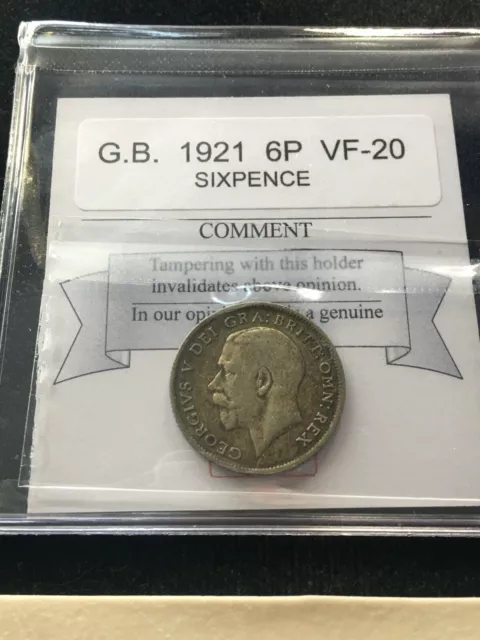 G.B. 1921 6P VF-20
SIXPENCE
COMMENT
Tampering with this holder
invalidates above opinion.
In our a genuine
GEORGIVS V DEI GRA: BRITT: OMN: REX